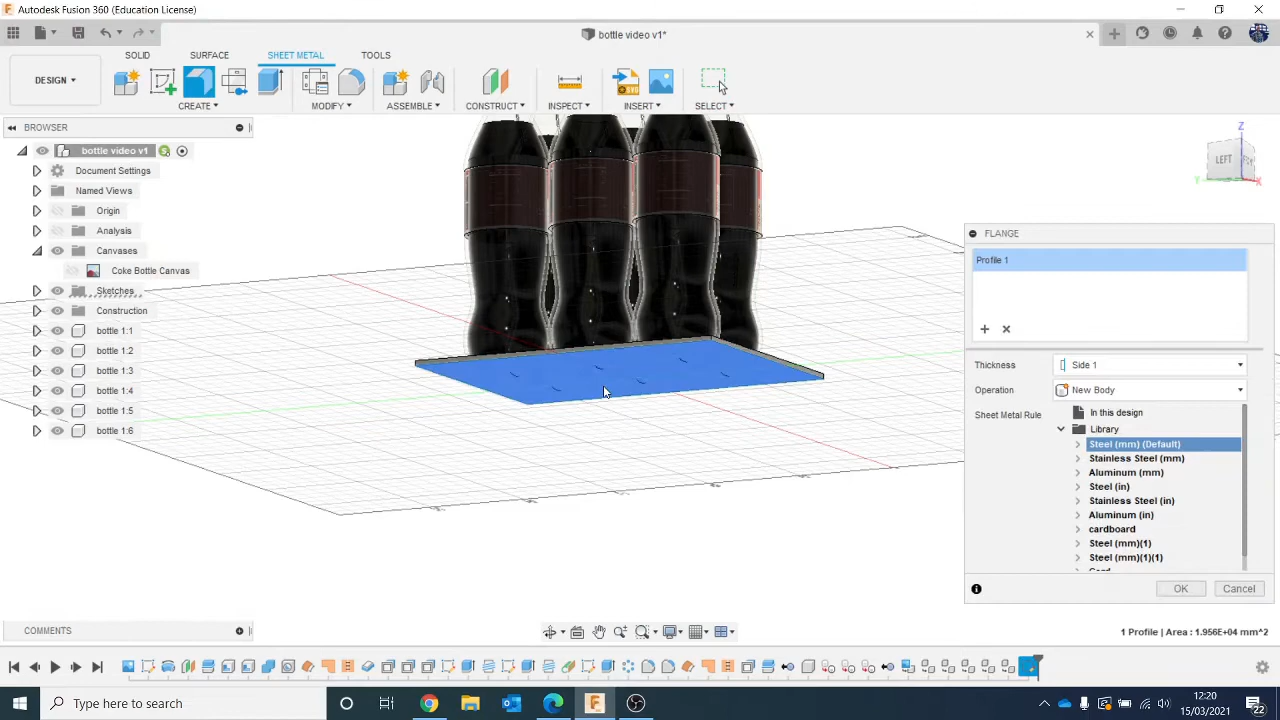 Autodesk Fusion 360 (Education License)
bottle video v1*
DESIGN
SOLID SURFACE SHEET METAL TOOLS
CREATE MODIFY ASSEMBLE CONSTRUCT INSPECT INSERT SELECT
BROWSER
bottle video v1
Document Settings
Named Views
Origin
Analysis
Canvases
Coke Bottle Canvas
Sketches
Construction
bottle 1:1
bottle 1:2
bottle 1:3
bottle 1:4
bottle 1:5
bottle 1:6
Z
LEFT
Y
X
FLANGE
Profile 1
Thickness Side 1
Operation New Body
Sheet Metal Rule
In this design
Library
Steel (mm) (Default)
Stainless Steel (mm)
Aluminum (mm)
Steel (in)
Stainless Steel (in)
Aluminum (in)
cardboard
Steel (mm)(1)
Steel (mm)(1)(1)
OK Cancel
COMMENTS
1 Profile | Area : 1.956E+04 mm^2
Type here to search
12:20
15/03/2021
22